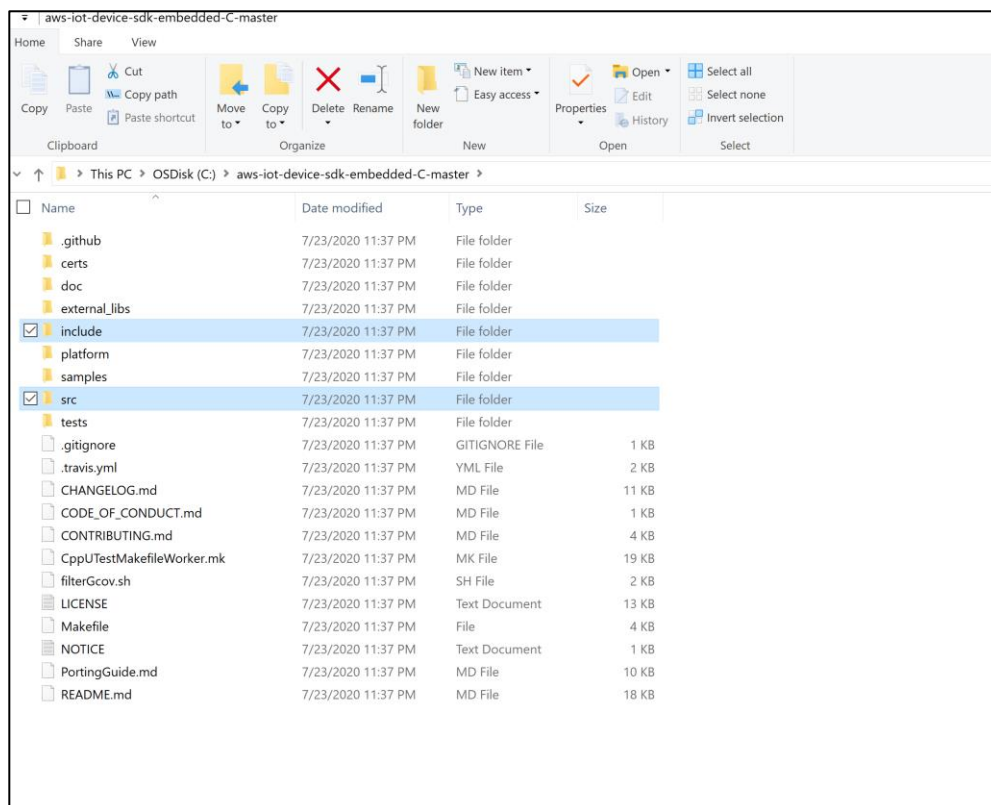 aws-iot-device-sdk-embedded-C-master
Home Share View
Copy
Paste
Cut
Copy path
Paste shortcut
Move to
Copy to
Delete
Rename
New folder
New item
Easy access
Properties
Open
Edit
History
Select all
Select none
Invert selection
Clipboard Organize New Open Select
This PC > OSDisk (C:) > aws-iot-device-sdk-embedded-C-master >
Name Date modified Type Size
.github 7/23/2020 11:37 PM File folder
certs 7/23/2020 11:37 PM File folder
doc 7/23/2020 11:37 PM File folder
external_libs 7/23/2020 11:37 PM File folder
include 7/23/2020 11:37 PM File folder
platform 7/23/2020 11:37 PM File folder
samples 7/23/2020 11:37 PM File folder
src 7/23/2020 11:37 PM File folder
tests 7/23/2020 11:37 PM File folder
.gitignore 7/23/2020 11:37 PM GITIGNORE File 1 KB
.travis.yml 7/23/2020 11:37 PM YML File 2 KB
CHANGELOG.md 7/23/2020 11:37 PM MD File 11 KB
CODE_OF_CONDUCT.md 7/23/2020 11:37 PM MD File 1 KB
CONTRIBUTING.md 7/23/2020 11:37 PM MD File 4 KB
CppUTestMakefileWorker.mk 7/23/2020 11:37 PM MK File 19 KB
filterGcov.sh 7/23/2020 11:37 PM SH File 2 KB
LICENSE 7/23/2020 11:37 PM Text Document 13 KB
Makefile 7/23/2020 11:37 PM File 4 KB
NOTICE 7/23/2020 11:37 PM Text Document 1 KB
PortingGuide.md 7/23/2020 11:37 PM MD File 10 KB
README.md 7/23/2020 11:37 PM MD File 18 KB